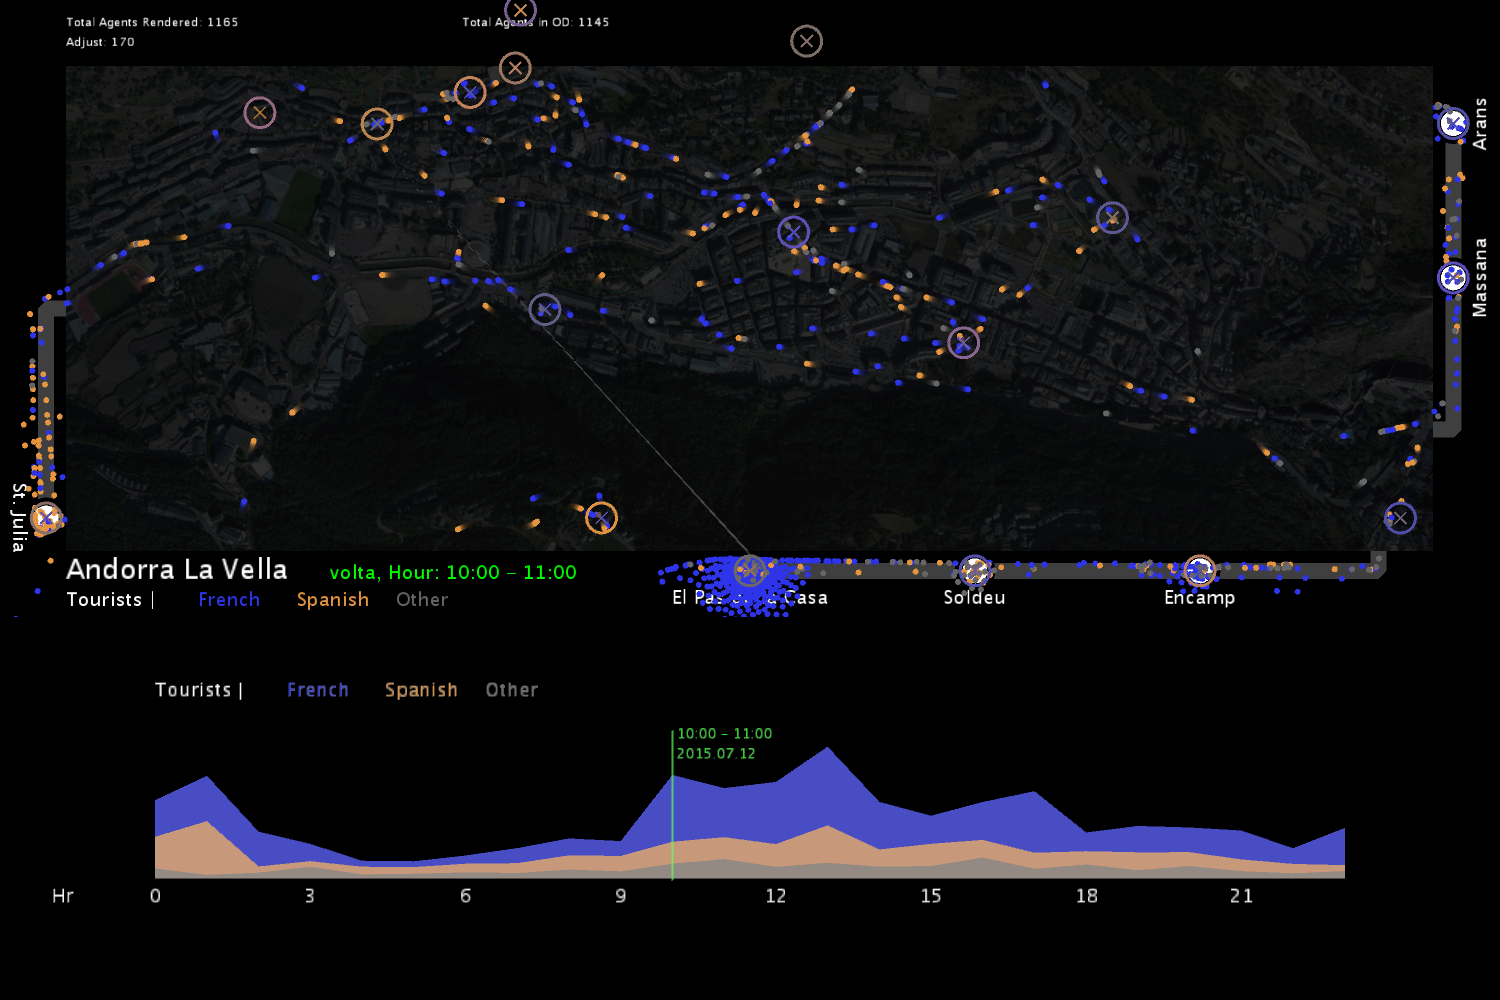 Total Agents Rendered: 1165
Total Agents in OD: 1145
Adjust: 170
Arans
Massana
St. Julia
Andorra La Vella
volta, Hour: 10:00 – 11:00
Tourists |
French
Spanish
Other
El Pas Casa
Soldeu
Encamp
Tourists |
French
Spanish
Other
10:00 – 11:00
2015.07.12
Hr
0
3
6
9
12
15
18
21